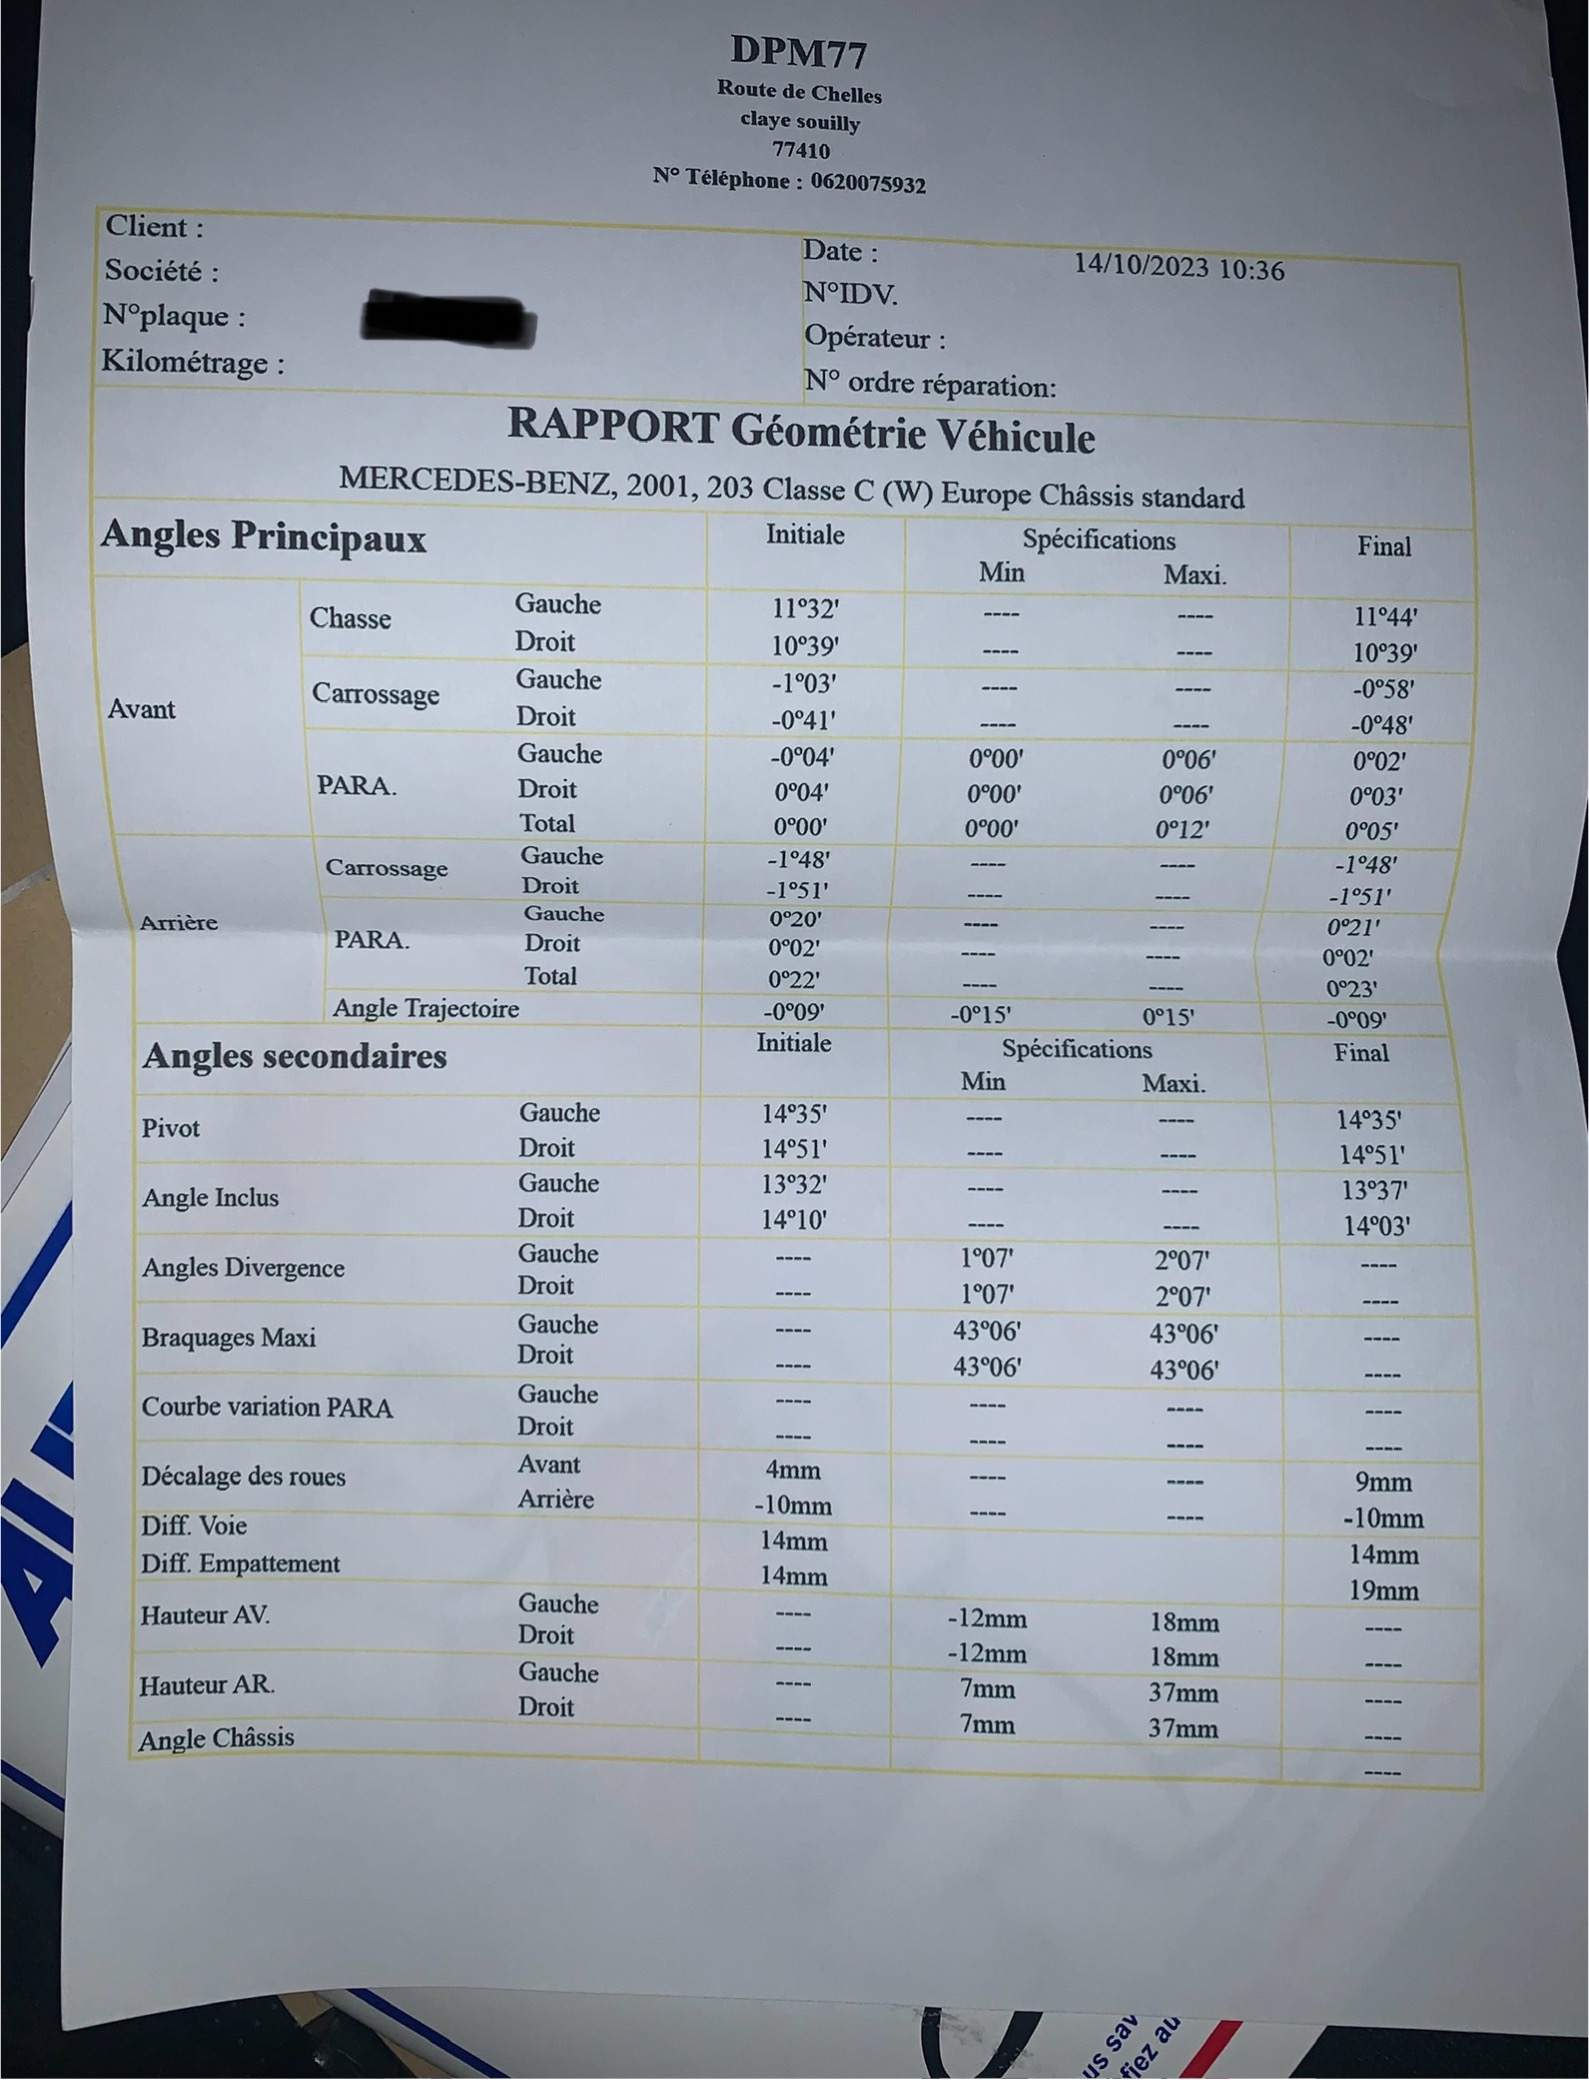 DPM77
Route de Chelles
claye souilly
77410
N° Téléphone : 0620075932
Client :
Société :
N°plaque :
Kilométrage :
Date : 14/10/2023 10:36
N°IDV.
Opérateur :
N° ordre réparation:
RAPPORT Géométrie Véhicule
MERCEDES-BENZ, 2001, 203 Classe C (W) Europe Châssis standard
Angles Principaux Initiale Spécifications Final
Min Maxi.
Avant
Chasse Gauche 11°32' ---- ---- 11°44'
Droit 10°39' ---- ---- 10°39'
Carrossage Gauche -1°03' ---- ---- -0°58'
Droit -0°41' ---- ---- -0°48'
PARA. Gauche -0°04' 0°00' 0°06' 0°02'
Droit 0°04' 0°00' 0°06' 0°03'
Total 0°00' 0°00' 0°12' 0°05'
Arrière
Carrossage Gauche -1°48' ---- ---- -1°48'
Droit -1°51' ---- ---- -1°51'
PARA. Gauche 0°20' ---- ---- 0°21'
Droit 0°02' ---- ---- 0°02'
Total 0°22' ---- ---- 0°23'
Angle Trajectoire -0°09' -0°15' 0°15' -0°09'
Angles secondaires Initiale Spécifications Final
Min Maxi.
Pivot Gauche 14°35' ---- ---- 14°35'
Droit 14°51' ---- ---- 14°51'
Angle Inclus Gauche 13°32' ---- ---- 13°37'
Droit 14°10' ---- ---- 14°03'
Angles Divergence Gauche ---- 1°07' 2°07' ----
Droit ---- 1°07' 2°07' ----
Braquages Maxi Gauche ---- 43°06' 43°06' ----
Droit ---- 43°06' 43°06' ----
Courbe variation PARA Gauche ---- ---- ---- ----
Droit ---- ---- ---- ----
Décalage des roues Avant 4mm ---- ---- 9mm
Arrière -10mm ---- ---- -10mm
Diff. Voie 14mm 14mm
Diff. Empattement 14mm 19mm
Hauteur AV. Gauche ---- -12mm 18mm ----
Droit ---- -12mm 18mm ----
Hauteur AR. Gauche ---- 7mm 37mm ----
Droit ---- 7mm 37mm ----
Angle Châssis ----